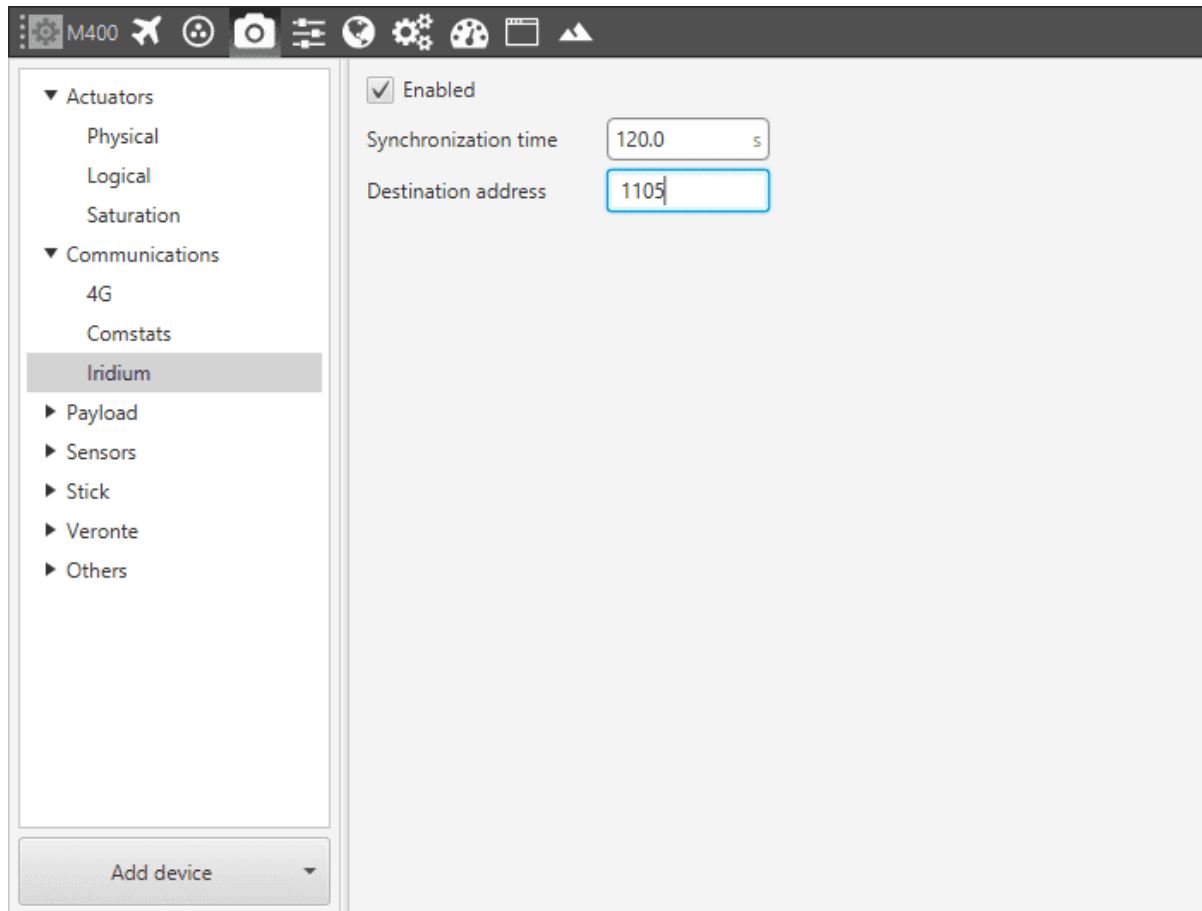 M400
Actuators
Physical
Logical
Saturation
Communications
4G
Comstats
Iridium
Payload
Sensors
Stick
Veronte
Others
Add device
Enabled
Synchronization time 120.0 s
Destination address 1105